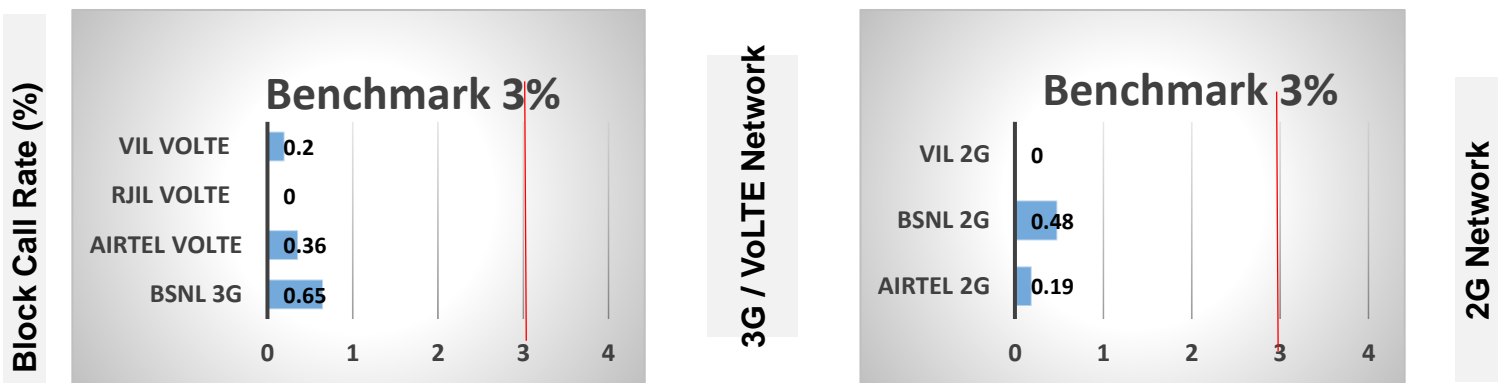 Block Call Rate (%)
Benchmark 3%
VIL VOLTE 0.2
RJIL VOLTE 0
AIRTEL VOLTE 0.36
BSNL 3G 0.65
0 1 2 3 4
3G / VoLTE Network
Benchmark 3%
VIL 2G 0
BSNL 2G 0.48
AIRTEL 2G 0.19
0 1 2 3 4
2G Network